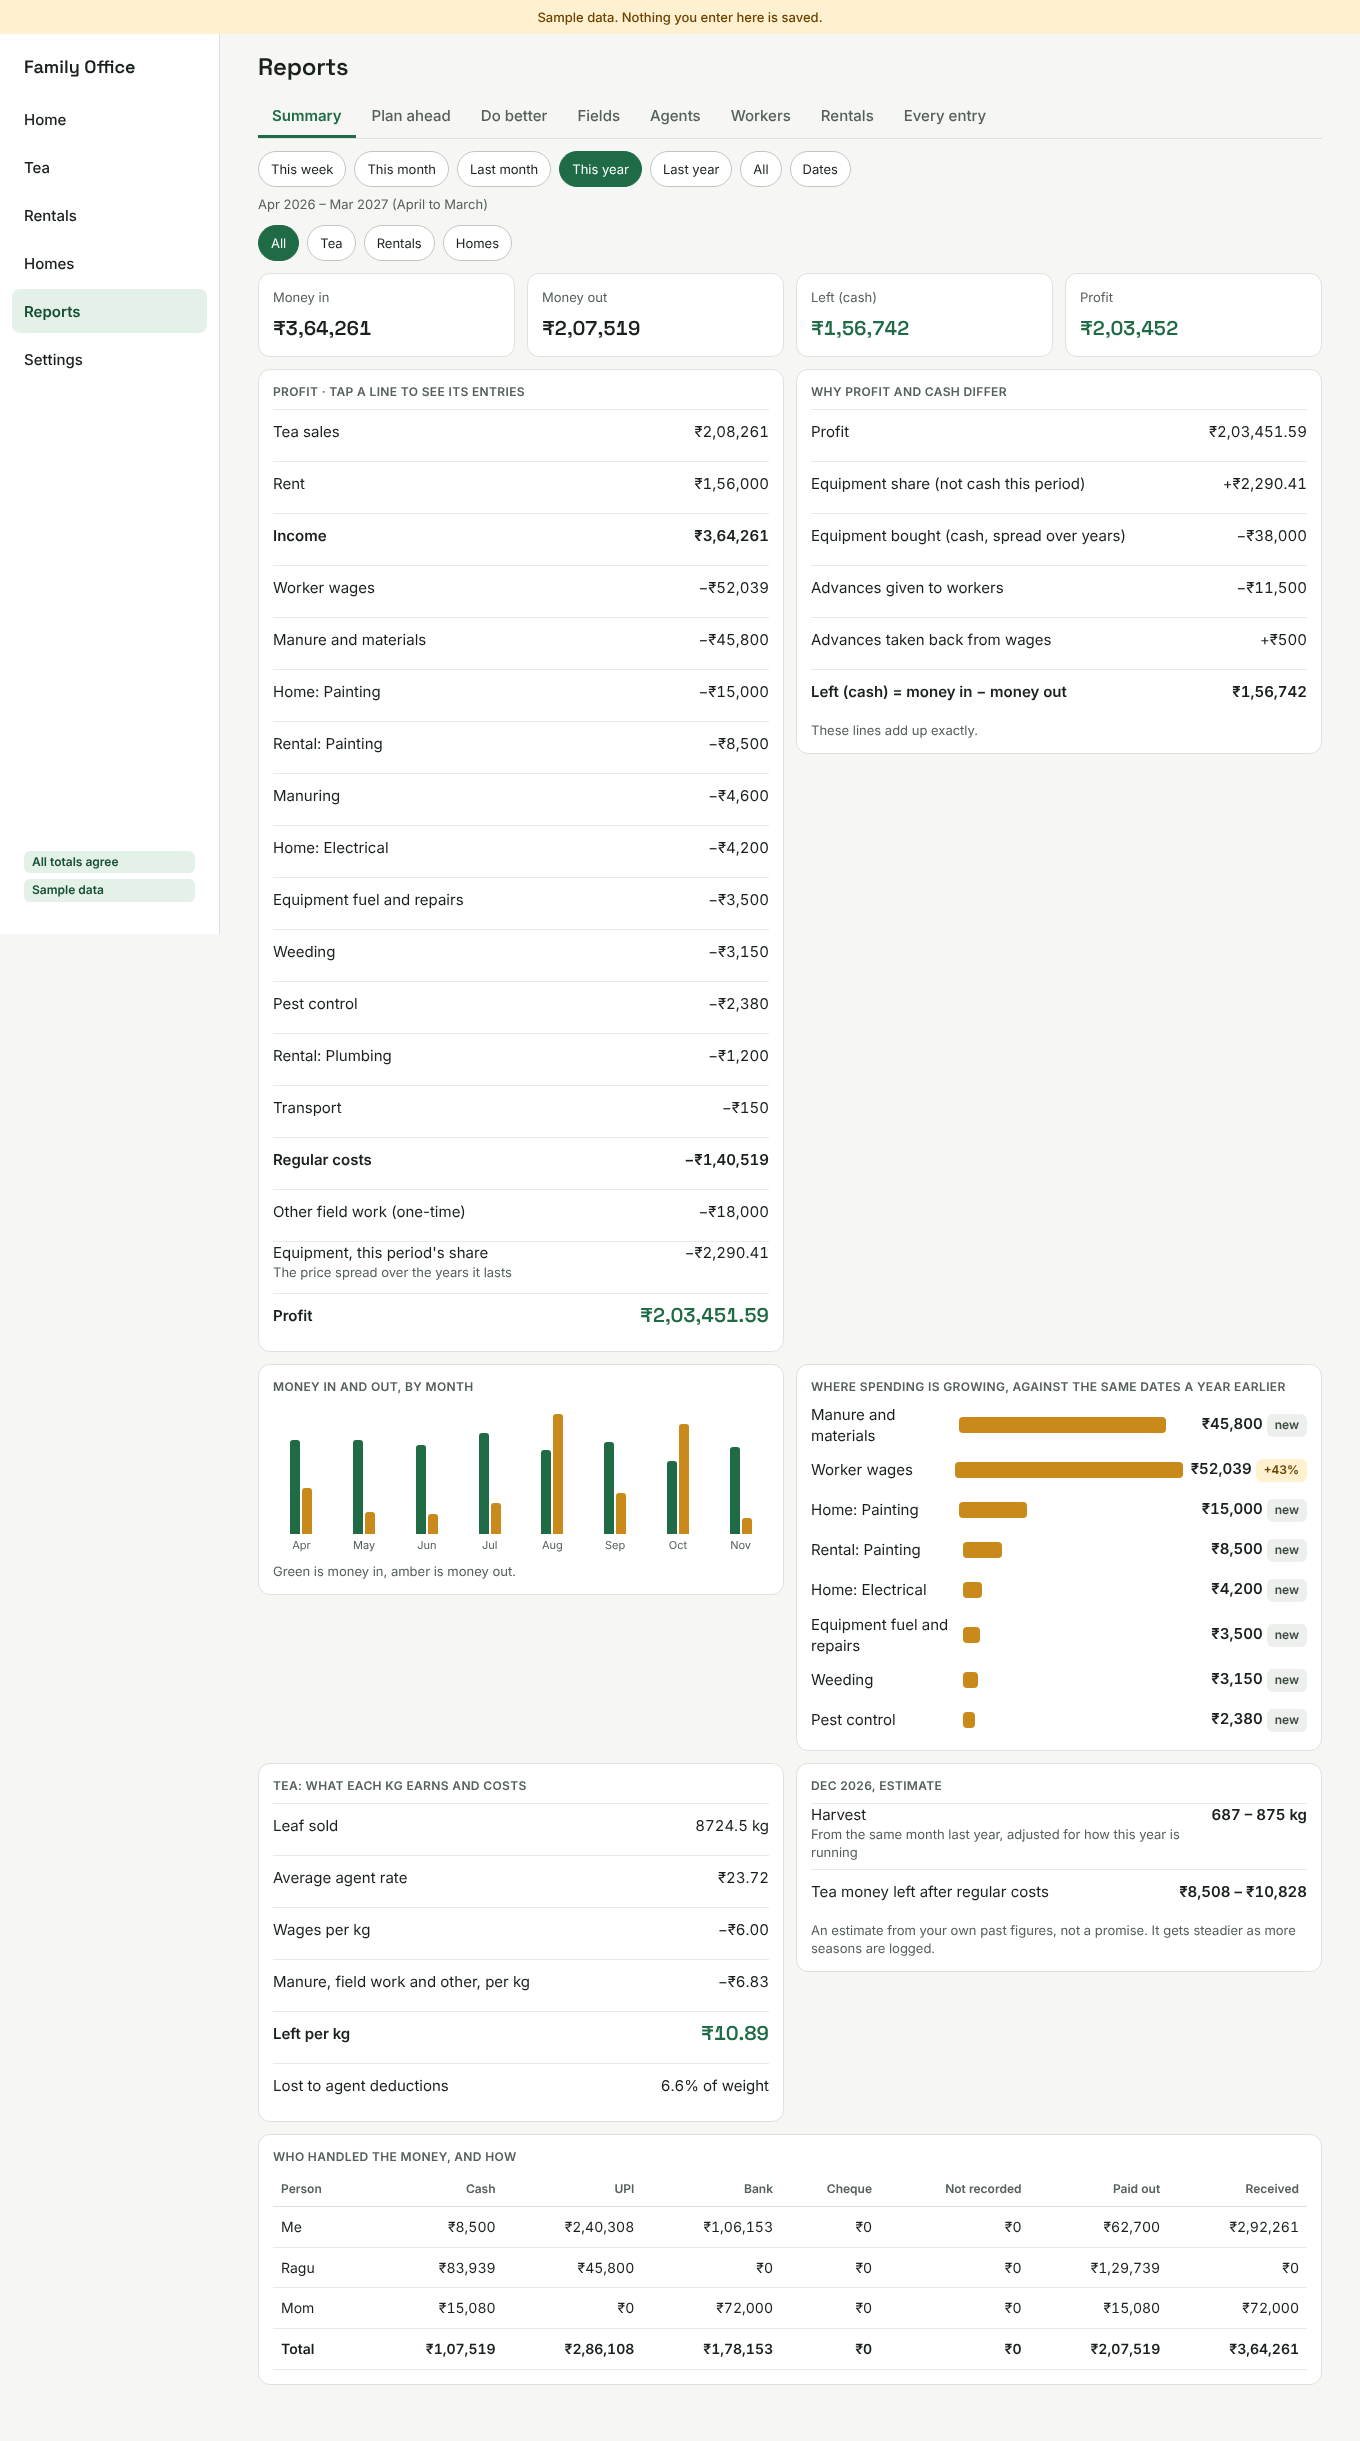 Sample data. Nothing you enter here is saved.
Family Office
Home
Tea
Rentals
Homes
Reports
Settings
All totals agree
Sample data
Reports
Summary Plan ahead Do better Fields Agents Workers Rentals Every entry
This week This month Last month This year Last year All Dates
Apr 2026 – Mar 2027 (April to March)
All Tea Rentals Homes
Money in
₹3,64,261
Money out
₹2,07,519
Left (cash)
₹1,56,742
Profit
₹2,03,452
PROFIT · TAP A LINE TO SEE ITS ENTRIES
Tea sales ₹2,08,261
Rent ₹1,56,000
Income ₹3,64,261
Worker wages −₹52,039
Manure and materials −₹45,800
Home: Painting −₹15,000
Rental: Painting −₹8,500
Manuring −₹4,600
Home: Electrical −₹4,200
Equipment fuel and repairs −₹3,500
Weeding −₹3,150
Pest control −₹2,380
Rental: Plumbing −₹1,200
Transport −₹150
Regular costs −₹1,40,519
Other field work (one-time) −₹18,000
Equipment, this period's share −₹2,290.41
The price spread over the years it lasts
Profit ₹2,03,451.59
WHY PROFIT AND CASH DIFFER
Profit ₹2,03,451.59
Equipment share (not cash this period) +₹2,290.41
Equipment bought (cash, spread over years) −₹38,000
Advances given to workers −₹11,500
Advances taken back from wages +₹500
Left (cash) = money in − money out ₹1,56,742
These lines add up exactly.
MONEY IN AND OUT, BY MONTH
Apr May Jun Jul Aug Sep Oct Nov
Green is money in, amber is money out.
WHERE SPENDING IS GROWING, AGAINST THE SAME DATES A YEAR EARLIER
Manure and
materials ₹45,800 new
Worker wages ₹52,039 +43%
Home: Painting ₹15,000 new
Rental: Painting ₹8,500 new
Home: Electrical ₹4,200 new
Equipment fuel and
repairs ₹3,500 new
Weeding ₹3,150 new
Pest control ₹2,380 new
TEA: WHAT EACH KG EARNS AND COSTS
Leaf sold 8724.5 kg
Average agent rate ₹23.72
Wages per kg −₹6.00
Manure, field work and other, per kg −₹6.83
Left per kg ₹10.89
Lost to agent deductions 6.6% of weight
DEC 2026, ESTIMATE
Harvest 687 – 875 kg
From the same month last year, adjusted for how this year is
running
Tea money left after regular costs ₹8,508 – ₹10,828
An estimate from your own past figures, not a promise. It gets steadier as more
seasons are logged.
WHO HANDLED THE MONEY, AND HOW
Person Cash UPI Bank Cheque Not recorded Paid out Received
Me ₹8,500 ₹2,40,308 ₹1,06,153 ₹0 ₹0 ₹62,700 ₹2,92,261
Ragu ₹83,939 ₹45,800 ₹0 ₹0 ₹0 ₹1,29,739 ₹0
Mom ₹15,080 ₹0 ₹72,000 ₹0 ₹0 ₹15,080 ₹72,000
Total ₹1,07,519 ₹2,86,108 ₹1,78,153 ₹0 ₹0 ₹2,07,519 ₹3,64,261